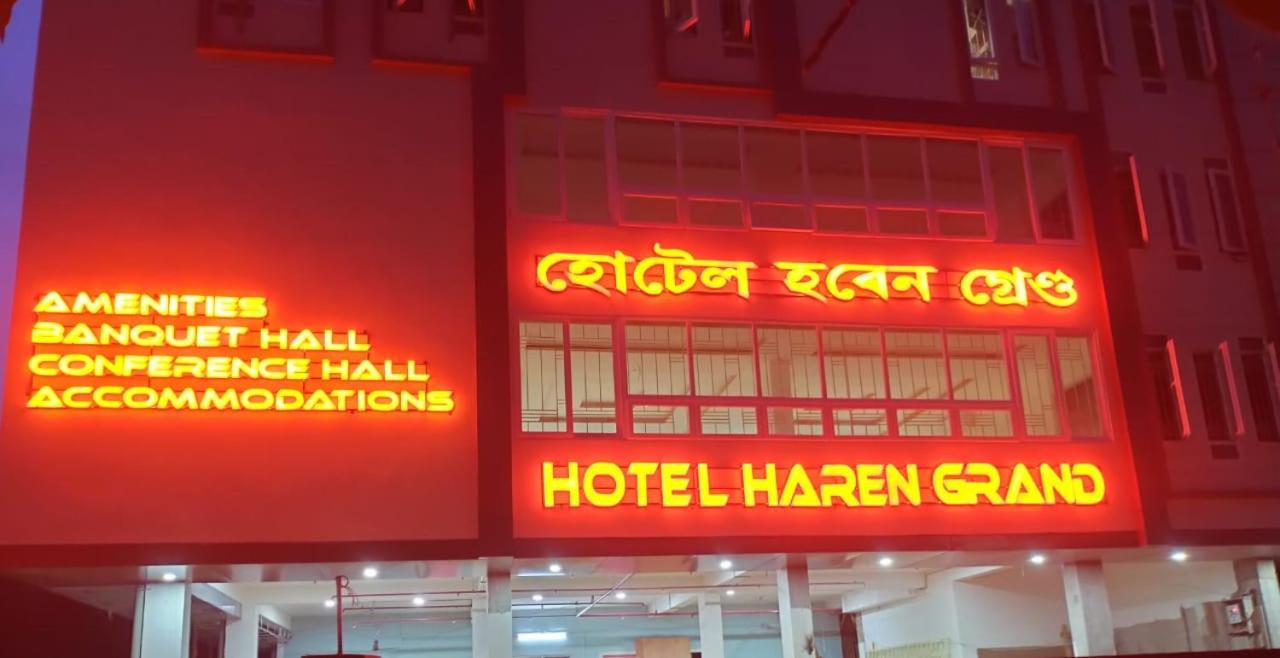 AMENITIES
BANQUET HALL
CONFERENCE HALL
ACCOMMODATIONS
হোটেল হৰেন গ্ৰেণ্ড
HOTEL HAREN GRAND